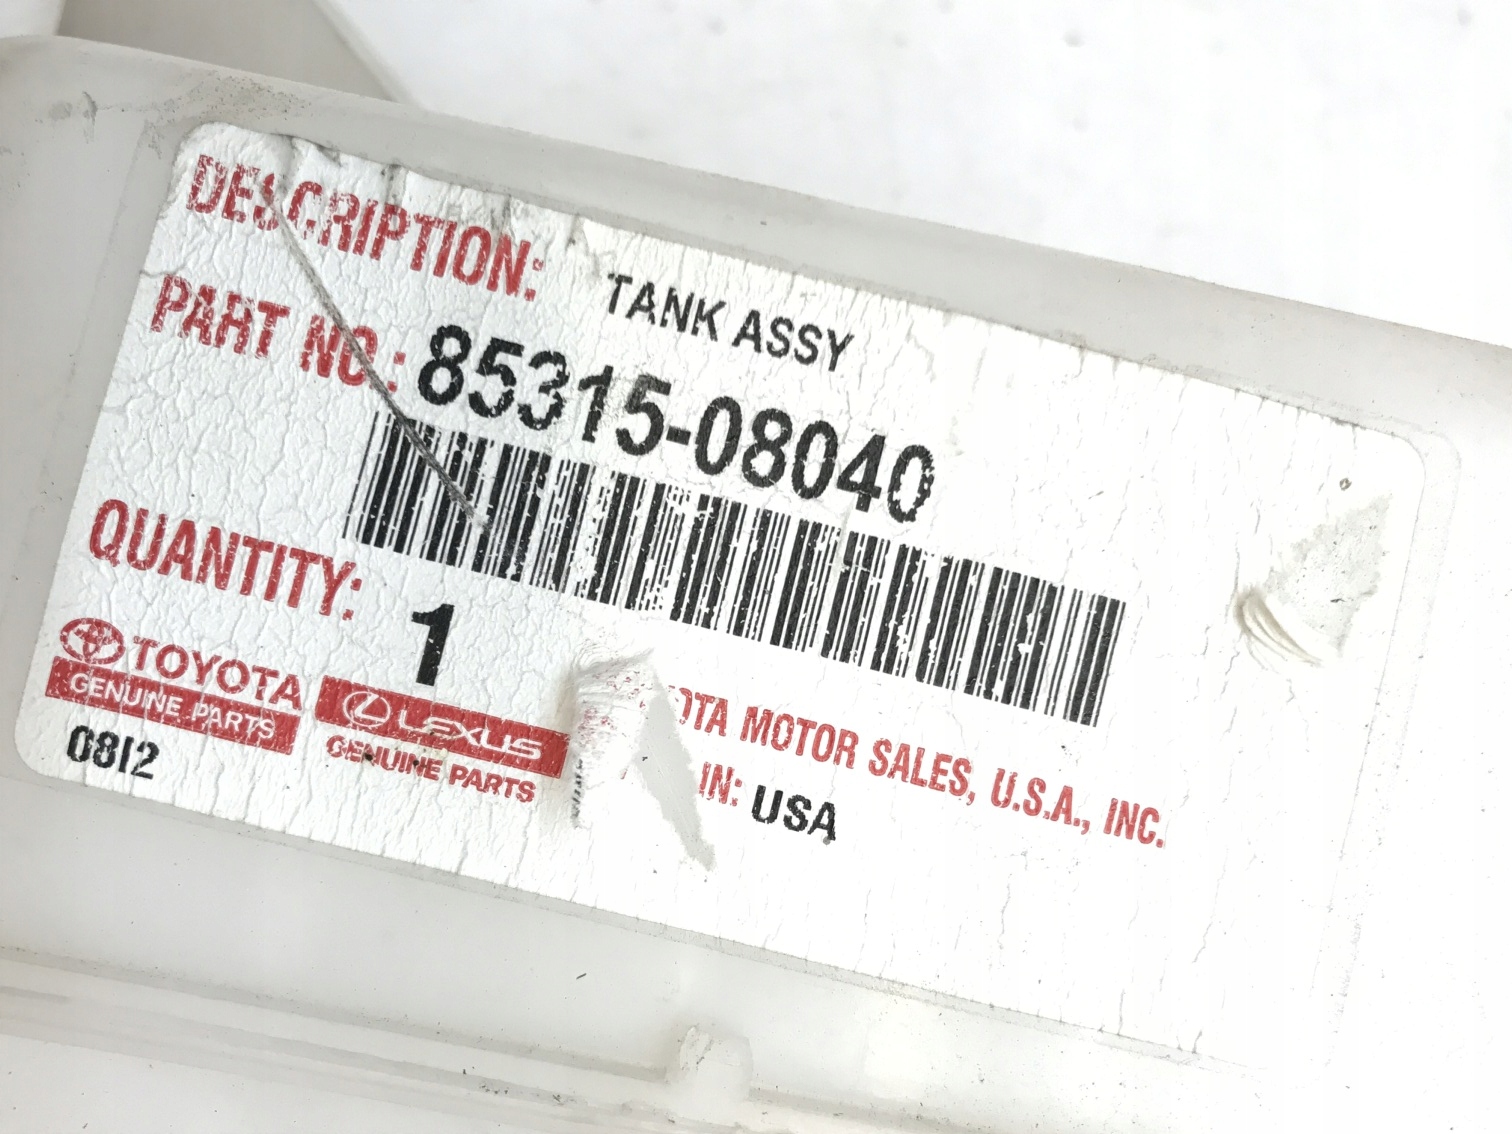 DESCRIPTION: TANK ASSY
PART NO.: 85315-08040
QUANTITY: 1
TOYOTA
GENUINE PARTS
LEXUS
GENUINE PARTS
0812
MOTOR SALES, U.S.A., INC.
IN: USA